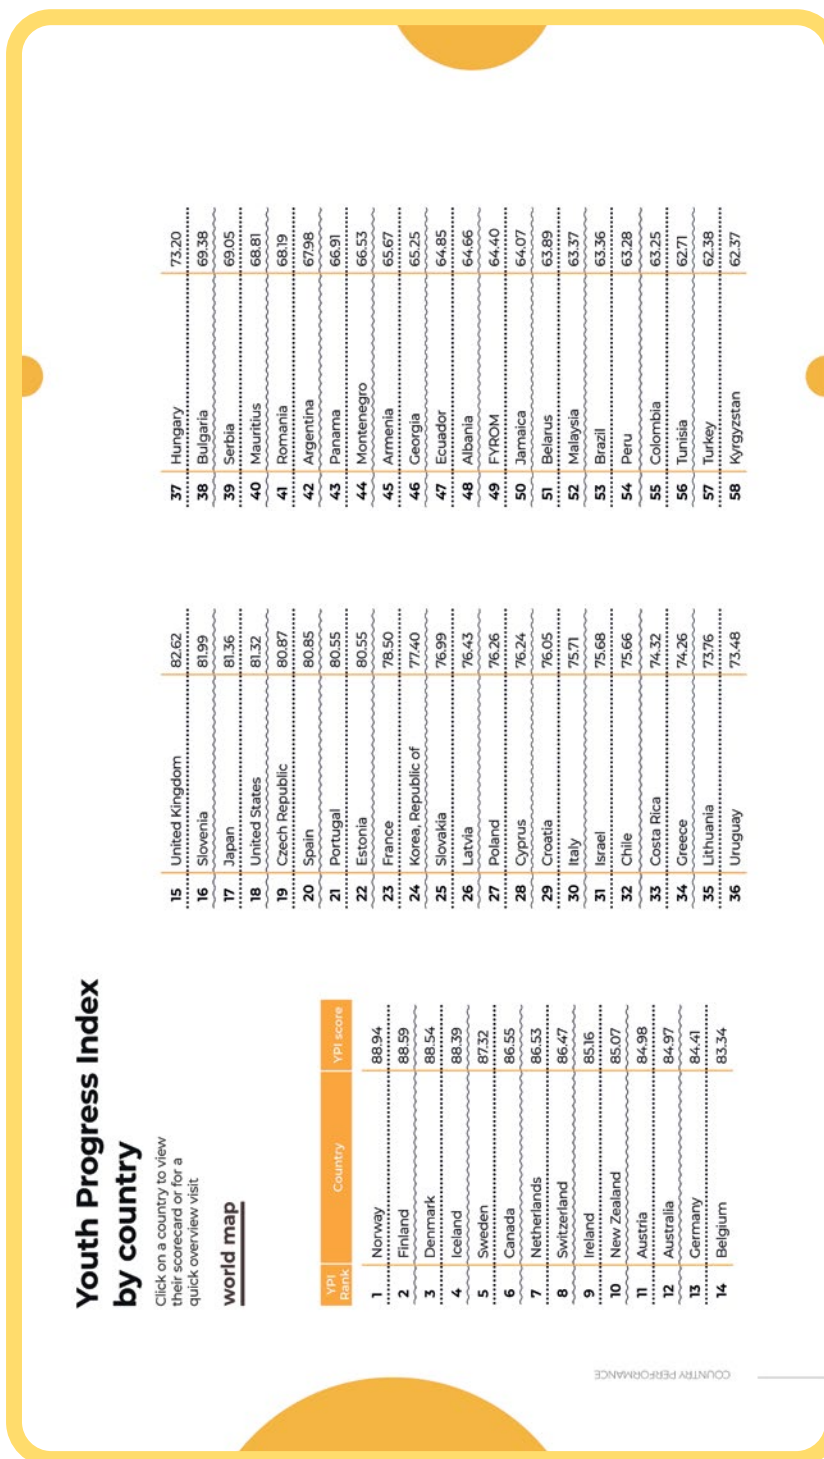 Youth Progress Index
by country
Click on a country to view
their scorecard or for a
quick overview visit
world map
YPI Rank Country YPI score
1 Norway 88.94
2 Finland 88.59
3 Denmark 88.54
4 Iceland 88.39
5 Sweden 87.32
6 Canada 86.55
7 Netherlands 86.53
8 Switzerland 86.47
9 Ireland 85.16
10 New Zealand 85.07
11 Austria 84.98
12 Australia 84.97
13 Germany 84.41
14 Belgium 83.34
15 United Kingdom 82.62
16 Slovenia 81.99
17 Japan 81.36
18 United States 81.32
19 Czech Republic 80.87
20 Spain 80.85
21 Portugal 80.55
22 Estonia 80.55
23 France 78.50
24 Korea, Republic of 77.40
25 Slovakia 76.99
26 Latvia 76.43
27 Poland 76.26
28 Cyprus 76.24
29 Croatia 76.05
30 Italy 75.71
31 Israel 75.68
32 Chile 75.66
33 Costa Rica 74.32
34 Greece 74.26
35 Lithuania 73.76
36 Uruguay 73.48
37 Hungary 73.20
38 Bulgaria 69.38
39 Serbia 69.05
40 Mauritius 68.81
41 Romania 68.19
42 Argentina 67.98
43 Panama 66.91
44 Montenegro 66.53
45 Armenia 65.67
46 Georgia 65.25
47 Ecuador 64.85
48 Albania 64.66
49 FYROM 64.40
50 Jamaica 64.07
51 Belarus 63.89
52 Malaysia 63.37
53 Brazil 63.36
54 Peru 63.28
55 Colombia 63.25
56 Tunisia 62.71
57 Turkey 62.38
58 Kyrgyzstan 62.37
COUNTRY PERFORMANCE